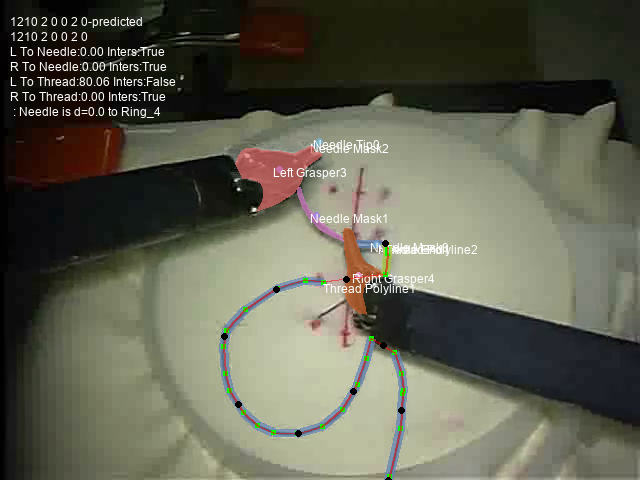 1210 2 0 0 2 0-predicted
1210 2 0 0 2 0
L To Needle:0.00 Inters:True
R To Needle:0.00 Inters:True
L To Thread:80.06 Inters:False
R To Thread:0.00 Inters:True
: Needle is d=0.0 to Ring_4
Needle Tip0
Needle Mask2
Left Grasper3
Needle Mask1
Right Grasper4
Thread Polyline1